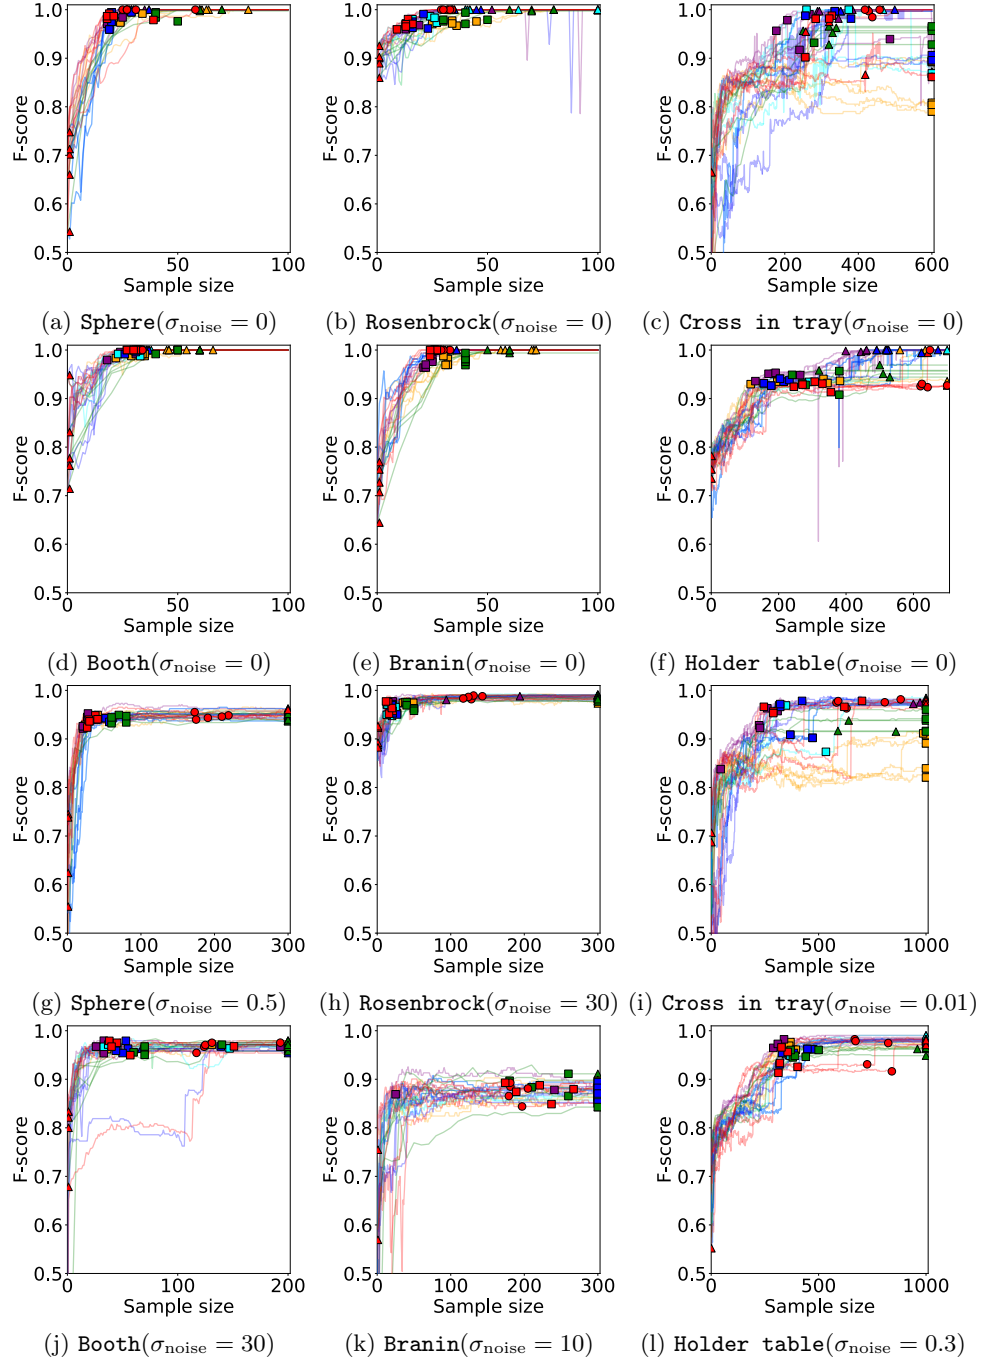 1.0 0.9 0.8 0.7 0.6 0.5
F-score
0 50 100
Sample size
(a) Sphere(σnoise = 0)
1.0 0.9 0.8 0.7 0.6 0.5
F-score
0 50 100
Sample size
(b) Rosenbrock(σnoise = 0)
1.0 0.9 0.8 0.7 0.6 0.5
F-score
0 200 400 600
Sample size
(c) Cross in tray(σnoise = 0)
1.0 0.9 0.8 0.7 0.6 0.5
F-score
0 50 100
Sample size
(d) Booth(σnoise = 0)
1.0 0.9 0.8 0.7 0.6 0.5
F-score
0 50 100
Sample size
(e) Branin(σnoise = 0)
1.0 0.9 0.8 0.7 0.6 0.5
F-score
0 200 400 600
Sample size
(f) Holder table(σnoise = 0)
1.0 0.9 0.8 0.7 0.6 0.5
F-score
0 100 200 300
Sample size
(g) Sphere(σnoise = 0.5)
1.0 0.9 0.8 0.7 0.6 0.5
F-score
0 100 200 300
Sample size
(h) Rosenbrock(σnoise = 30)
1.0 0.9 0.8 0.7 0.6 0.5
F-score
0 500 1000
Sample size
(i) Cross in tray(σnoise = 0.01)
1.0 0.9 0.8 0.7 0.6 0.5
F-score
0 100 200
Sample size
(j) Booth(σnoise = 30)
1.0 0.9 0.8 0.7 0.6 0.5
F-score
0 100 200 300
Sample size
(k) Branin(σnoise = 10)
1.0 0.9 0.8 0.7 0.6 0.5
F-score
0 500 1000
Sample size
(l) Holder table(σnoise = 0.3)